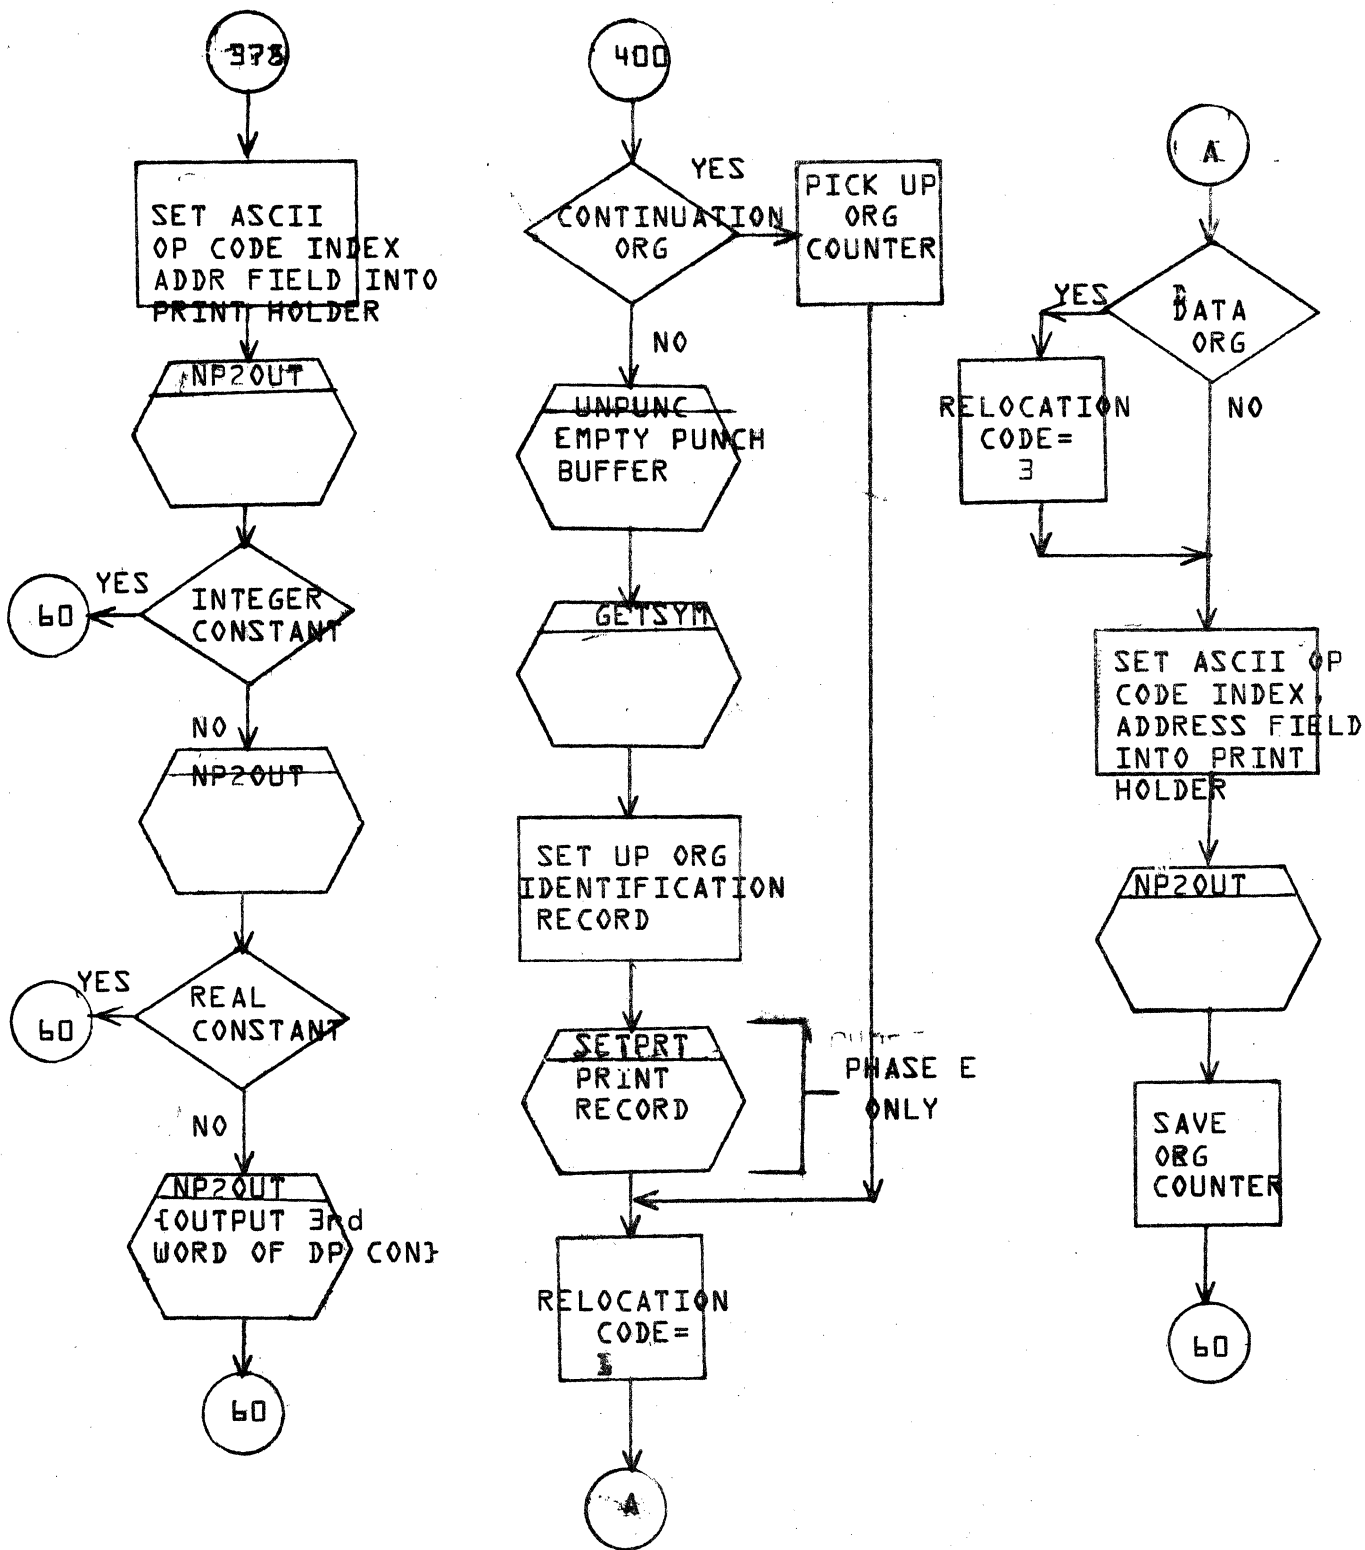 SET ASCII
OP CODE INDEX
ADDR FIELD INTO
PRINT HOLDER
NP2OUT
YES
60
INTEGER
CONSTANT
NO
NP2OUT
YES
60
REAL
CONSTANT
NO
NP2OUT
{OUTPUT 3rd
WORD OF DP CON}
60
400
YES
CONTINUATION
ORG
PICK UP
ORG
COUNTER
NO
UNPUNC
EMPTY PUNCH
BUFFER
GETSYM
SET UP ORG
IDENTIFICATION
RECORD
SETPRT
PRINT
RECORD
PHASE E
ONLY
RELOCATION
CODE=
A
A
YES
DATA
ORG
RELOCATION
CODE=
3
NO
SET ASCII OP
CODE INDEX,
ADDRESS FIELD
INTO PRINT
HOLDER
NP2OUT
SAVE
ORG
COUNTER
60